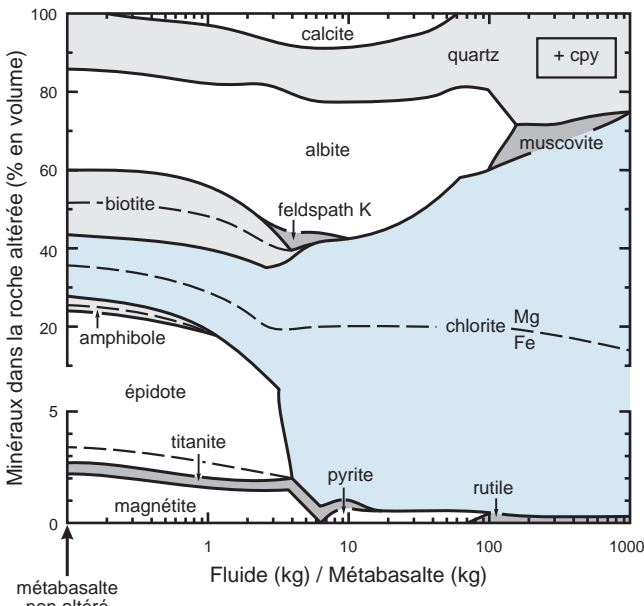 Minéraux dans la roche altérée (% en volume)
100
80
60
40
20
5
0
calcite
quartz
+ cpy
albite
muscovite
biotite
feldspath K
chlorite Mg
Fe
amphibole
épidote
titanite
magnétite
pyrite
rutile
1
10
100
1000
Fluide (kg) / Métabasalte (kg)
métabasalte
non altéré